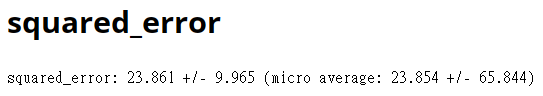 squared_error
squared_error: 23.861 +/- 9.965 (micro average: 23.854 +/- 65.844)